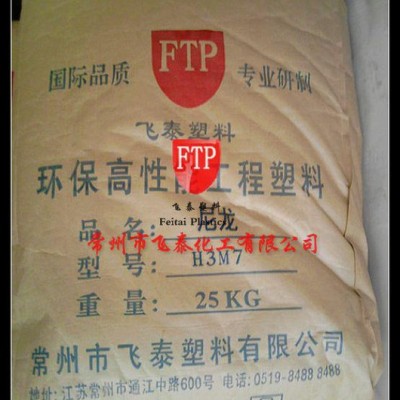 国际品质 FTP 专业研制
飞泰塑料
FTP
环保高性能工程塑料
飞泰塑料
Feitai Plastic
品名: 尼龙
常州市飞泰化工有限公司
型号: H3M7
重量: 25KG
常州市飞泰塑料有限公司
地址: 江苏常州市通江中路600号 电话: 0519-8488 8488